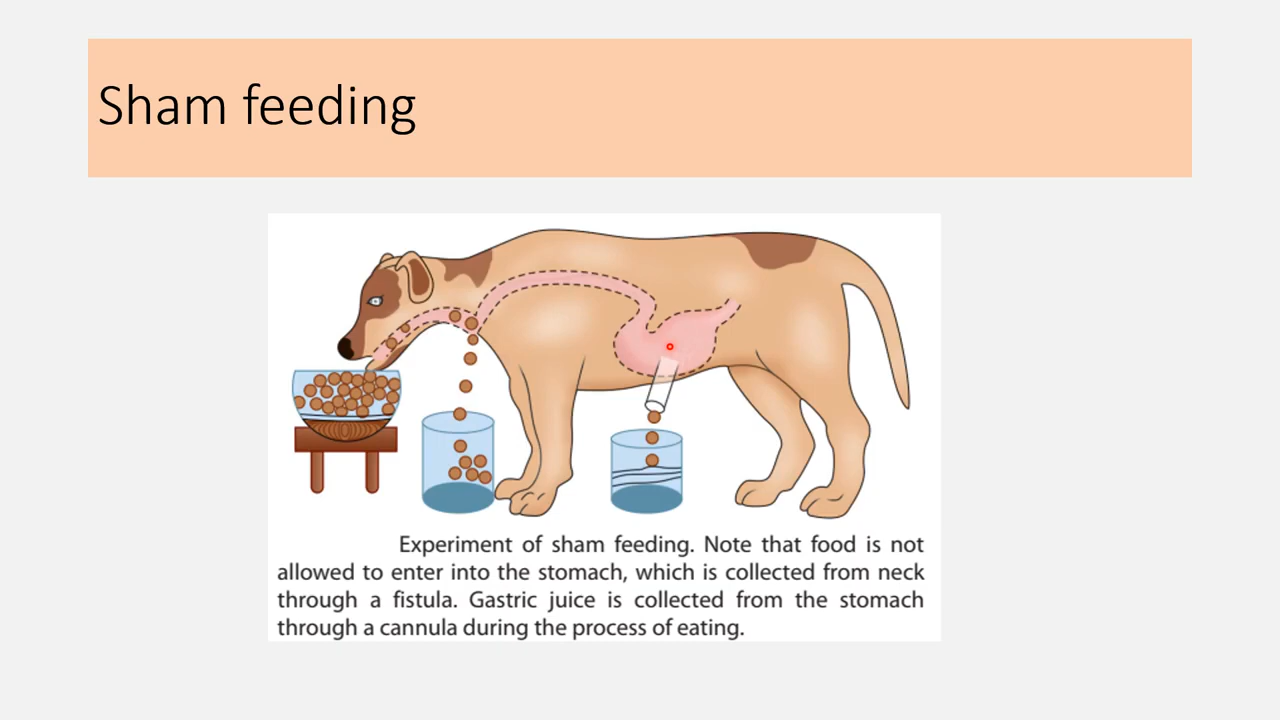 Sham feeding
Experiment of sham feeding. Note that food is not
allowed to enter into the stomach, which is collected from neck
through a fistula. Gastric juice is collected from the stomach
through a cannula during the process of eating.